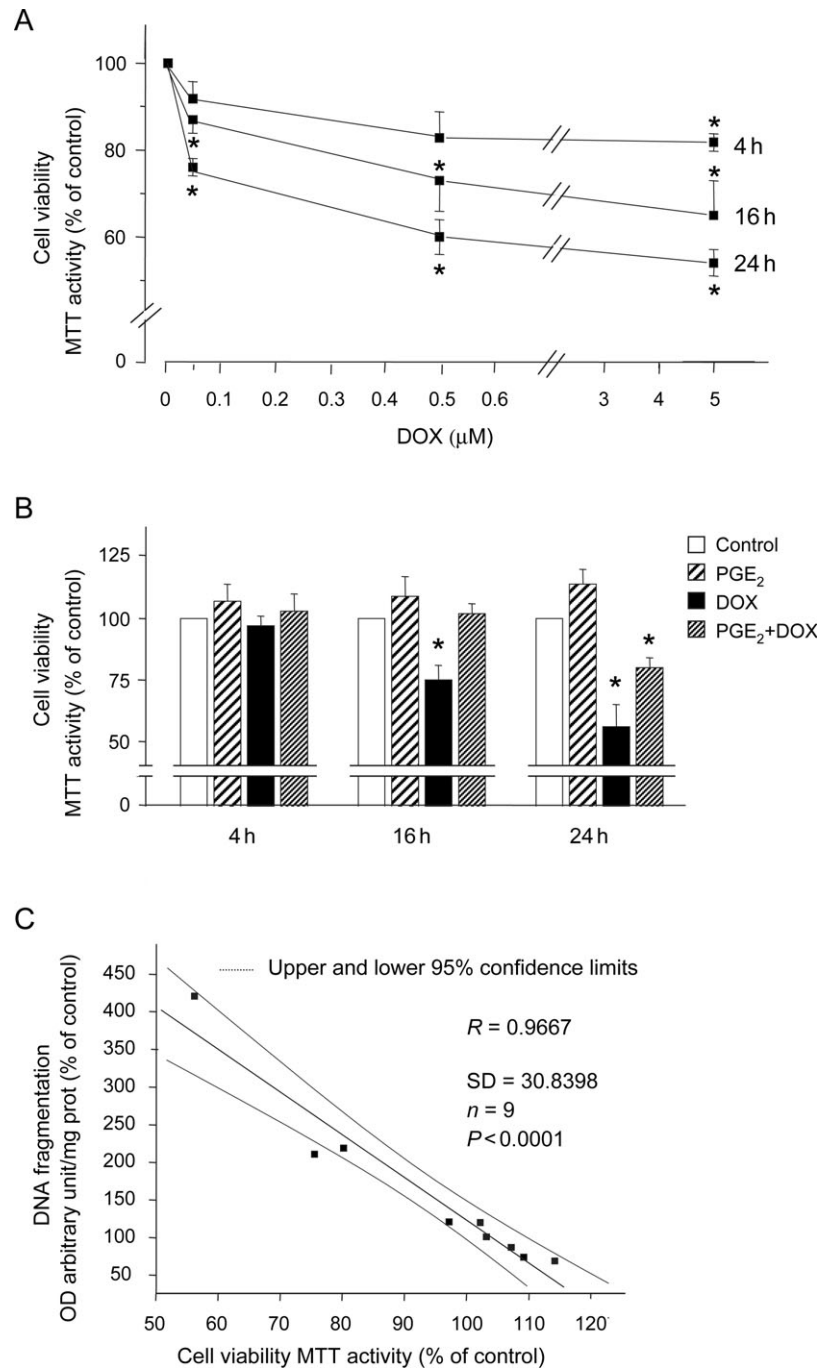 A
Cell viability
MTT activity (% of control)
100
80
60
0
* 4 h
* *
* * 16 h
* 24 h
* *
0 0.1 0.2 0.3 0.4 0.5 0.6 3 4 5
DOX (μM)
B
Cell viability
MTT activity (% of control)
125
100
75
50
0
Control
PGE₂
DOX
PGE₂+DOX
* * *
4 h 16 h 24 h
C
DNA fragmentation
OD arbitrary unit/mg prot (% of control)
450
400
350
300
250
200
150
100
50
Upper and lower 95% confidence limits
R = 0.9667
SD = 30.8398
n = 9
P < 0.0001
50 60 70 80 90 100 110 120
Cell viability MTT activity (% of control)